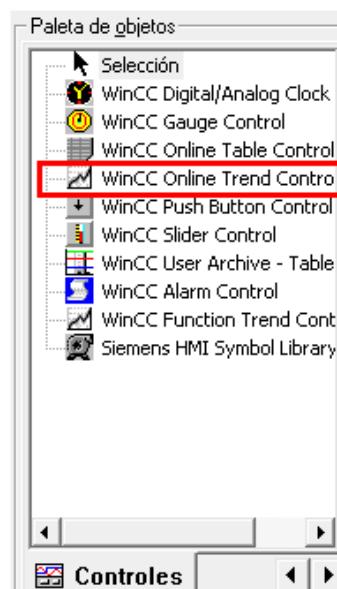 Paleta de objetos
Selección
WinCC Digital/Analog Clock
WinCC Gauge Control
WinCC Online Table Control
WinCC Online Trend Contro
WinCC Push Button Control
WinCC Slider Control
WinCC User Archive - Table
WinCC Alarm Control
WinCC Function Trend Cont
Siemens HMI Symbol Library
Controles